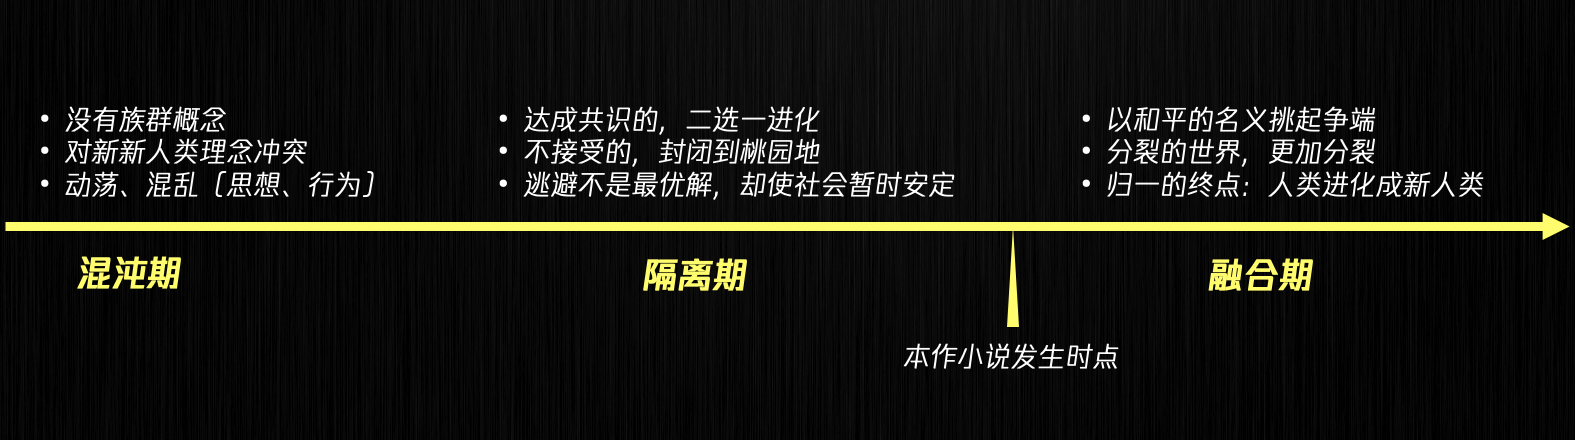 • 没有族群概念
• 对新新人类理念冲突
• 动荡、混乱（思想、行为）
• 达成共识的，二选一进化
• 不接受的，封闭到桃园地
• 逃避不是最优解，却使社会暂时安定
• 以和平的名义挑起争端
• 分裂的世界，更加分裂
• 归一的终点：人类进化成新人类
混沌期
隔离期
融合期
本作小说发生时点